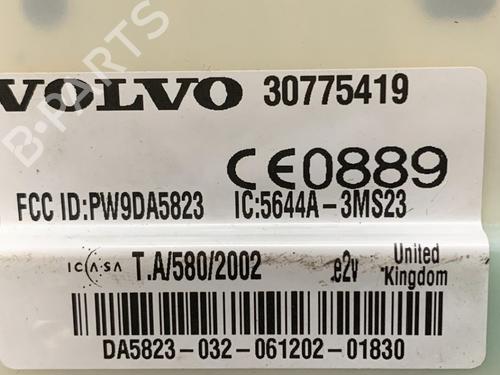 VOLVO 30775419
CE0889
FCC ID:PW9DA5823 IC:5644A-3MS23
ICASA T.A/580/2002 e2v United Kingdom
DA5823-032-061202-01830
B-PARTS